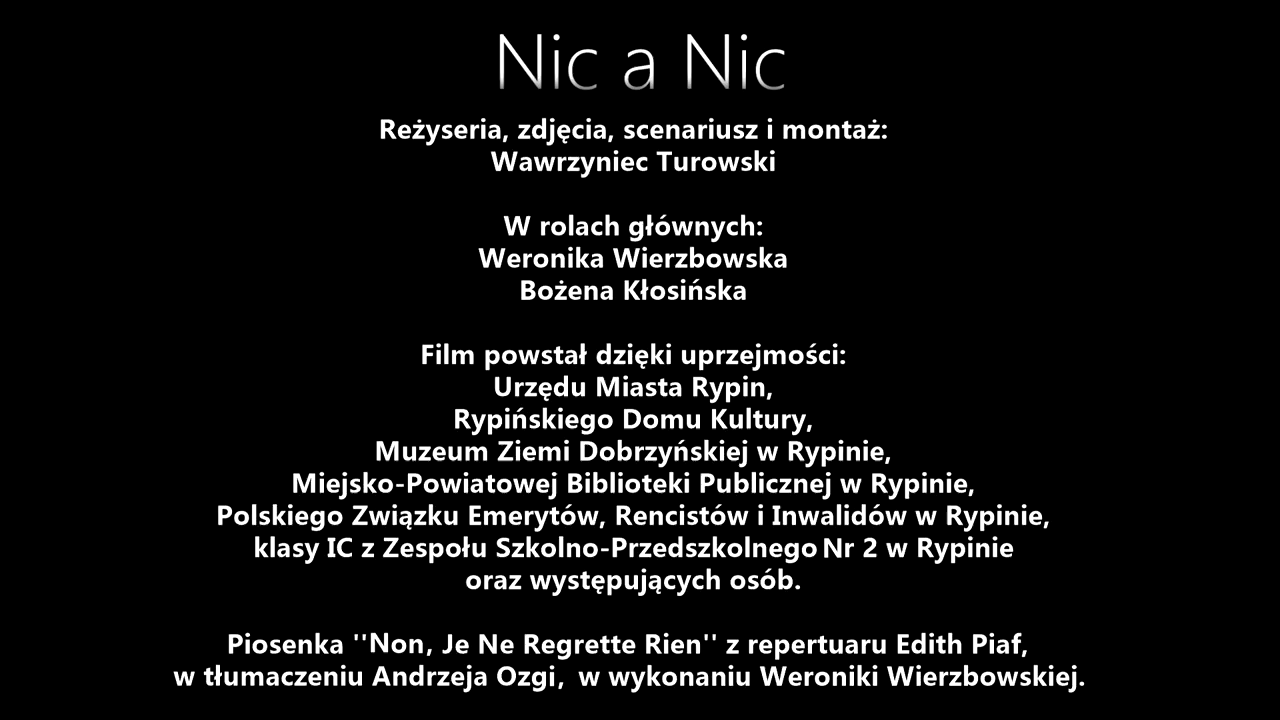 Nic a Nic
Reżyseria, zdjęcia, scenariusz i montaż:
Wawrzyniec Turowski
W rolach głównych:
Weronika Wierzbowska
Bożena Kłosińska
Film powstał dzięki uprzejmości:
Urzędu Miasta Rypin,
Rypińskiego Domu Kultury,
Muzeum Ziemi Dobrzyńskiej w Rypinie,
Miejsko-Powiatowej Biblioteki Publicznej w Rypinie,
Polskiego Związku Emerytów, Rencistów i Inwalidów w Rypinie,
klasy IC z Zespołu Szkolno-Przedszkolnego Nr 2 w Rypinie
oraz występujących osób.
Piosenka ''Non, Je Ne Regrette Rien'' z repertuaru Edith Piaf,
w tłumaczeniu Andrzeja Ozgi, w wykonaniu Weroniki Wierzbowskiej.